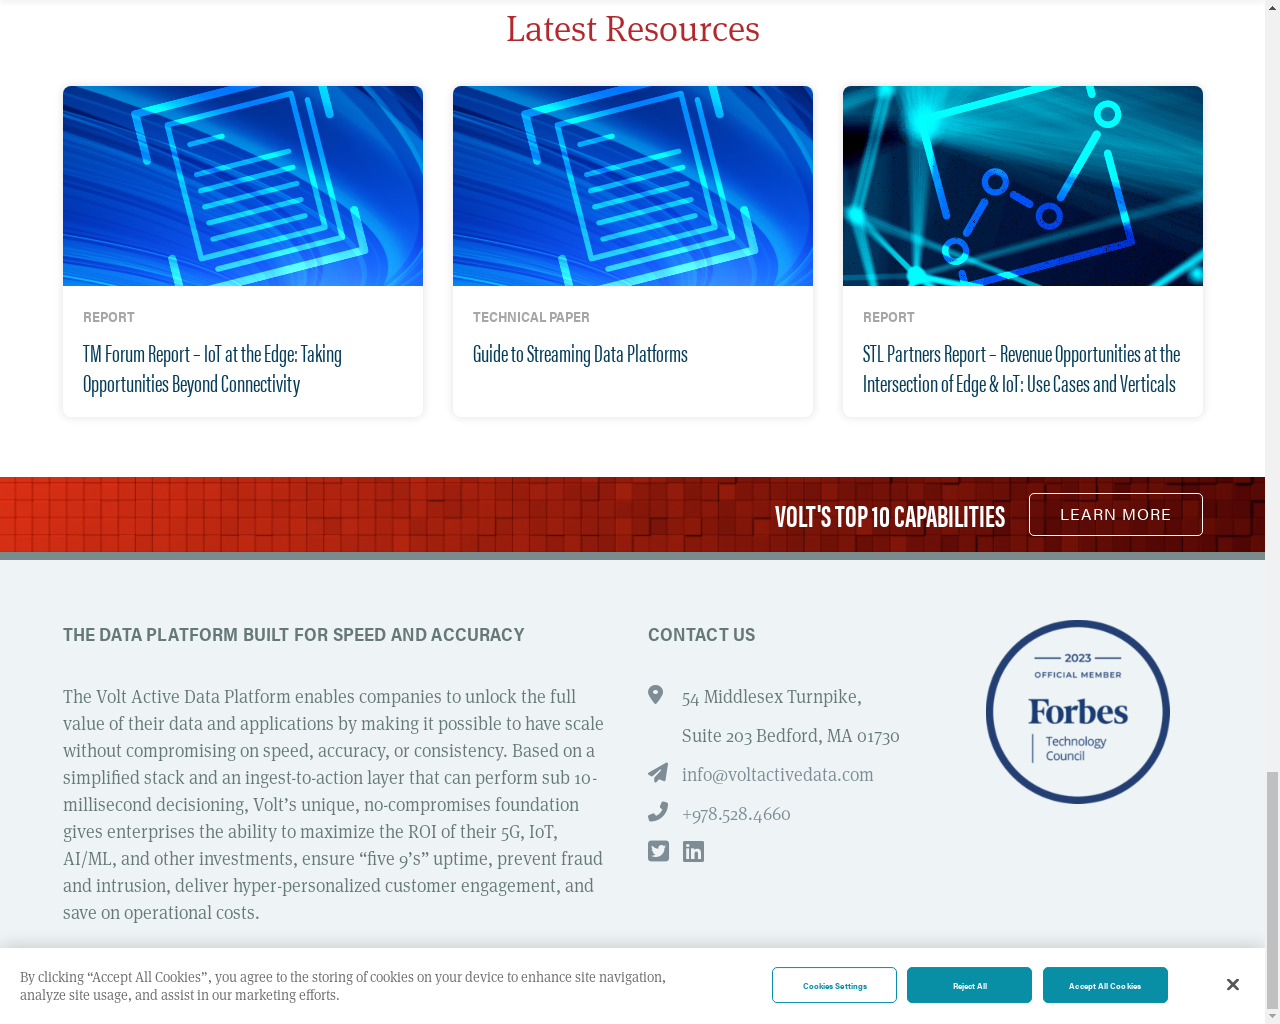 Latest Resources
REPORT
TM Forum Report – IoT at the Edge: Taking
Opportunities Beyond Connectivity
TECHNICAL PAPER
Guide to Streaming Data Platforms
REPORT
STL Partners Report – Revenue Opportunities at the
Intersection of Edge & IoT: Use Cases and Verticals
VOLT'S TOP 10 CAPABILITIES
LEARN MORE
THE DATA PLATFORM BUILT FOR SPEED AND ACCURACY
The Volt Active Data Platform enables companies to unlock the full
value of their data and applications by making it possible to have scale
without compromising on speed, accuracy, or consistency. Based on a
simplified stack and an ingest-to-action layer that can perform sub 10-
millisecond decisioning, Volt’s unique, no-compromises foundation
gives enterprises the ability to maximize the ROI of their 5G, IoT,
AI/ML, and other investments, ensure “five 9’s” uptime, prevent fraud
and intrusion, deliver hyper-personalized customer engagement, and
save on operational costs.
CONTACT US
54 Middlesex Turnpike,
Suite 203 Bedford, MA 01730
info@voltactivedata.com
+978.528.4660
2023
OFFICIAL MEMBER
Forbes
Technology
Council
By clicking “Accept All Cookies”, you agree to the storing of cookies on your device to enhance site navigation,
analyze site usage, and assist in our marketing efforts.
Cookies Settings
Reject All
Accept All Cookies